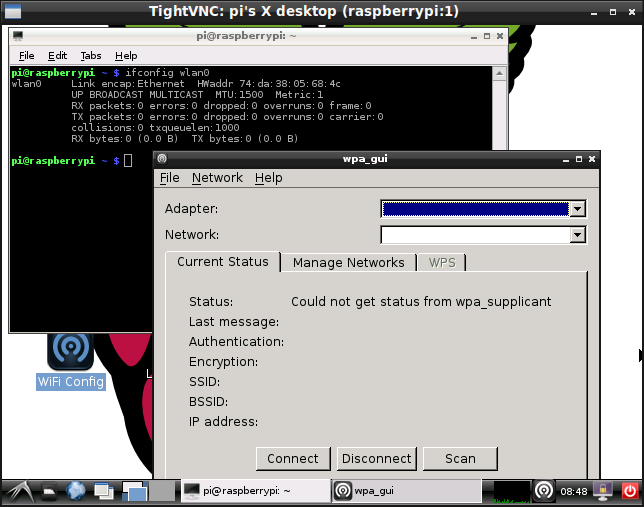 TightVNC: pi's X desktop (raspberrypi:1)
pi@raspberrypi: ~
File Edit Tabs Help
pi@raspberrypi ~ $ ifconfig wlan0
wlan0 Link encap:Ethernet HWaddr 74:da:38:05:68:4c
UP BROADCAST MULTICAST MTU:1500 Metric:1
RX packets:0 errors:0 dropped:0 overruns:0 frame:0
TX packets:0 errors:0 dropped:0 overruns:0 carrier:0
collisions:0 txqueuelen:1000
RX bytes:0 (0.0 B) TX bytes:0 (0.0 B)
pi@raspberrypi ~ $
wpa_gui
File Network Help
Adapter:
Network:
Current Status Manage Networks WPS
Status: Could not get status from wpa_supplicant
Last message:
Authentication:
Encryption:
SSID:
BSSID:
IP address:
Connect Disconnect Scan
WiFi Config
L
pi@raspberrypi: ~ wpa_gui 08:48